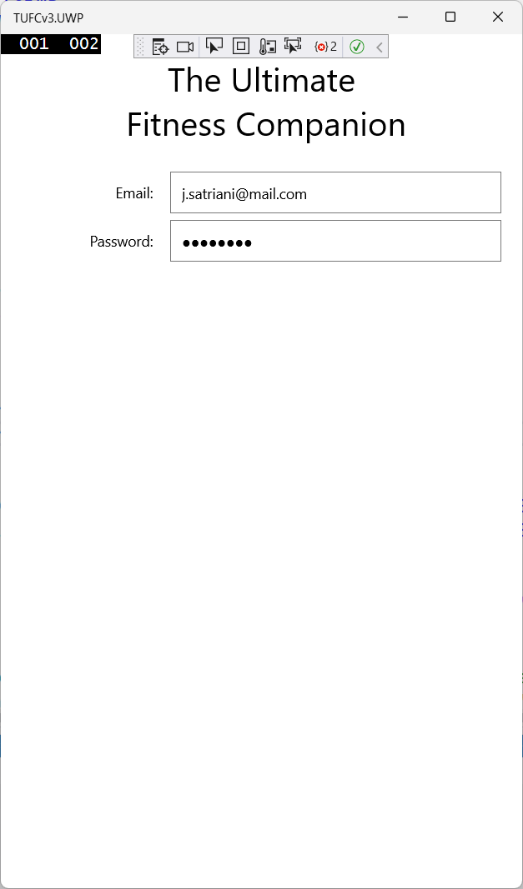 TUFCv3.UWP
001 002
2
The Ultimate
Fitness Companion
Email: j.satriani@mail.com
Password: ●●●●●●●●